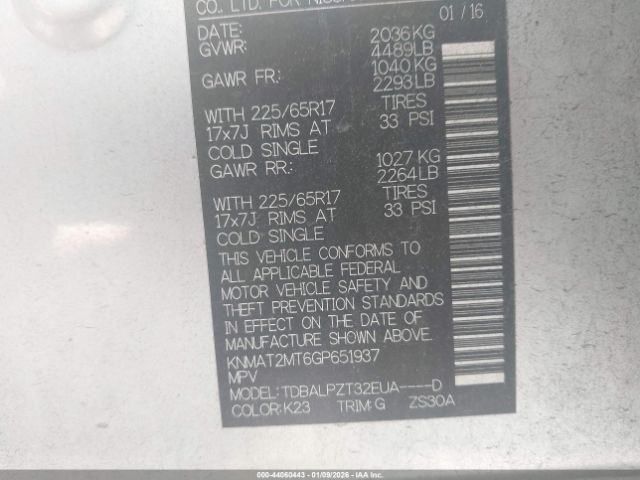 CO. LTD. FOR
01/16
DATE:
GVWR: 2036KG
4489LB
GAWR FR: 1040 KG
2293LB
WITH 225/65R17 TIRES
17x7J RIMS AT 33 PSI
COLD SINGLE
GAWR RR: 1027 KG
2264LB
WITH 225/65R17 TIRES
17x7J RIMS AT 33 PSI
COLD SINGLE
THIS VEHICLE CONFORMS TO
ALL APPLICABLE FEDERAL
MOTOR VEHICLE SAFETY AND
THEFT PREVENTION STANDARDS
IN EFFECT ON THE DATE OF
MANUFACTURE SHOWN ABOVE.
KNMAT2MT6GP651937
MPV
MODEL:TDBALPZT32EUA----D
COLOR:K23 TRIM:G ZS30A
000-44060443 | 01/09/2026 | IAA Inc.